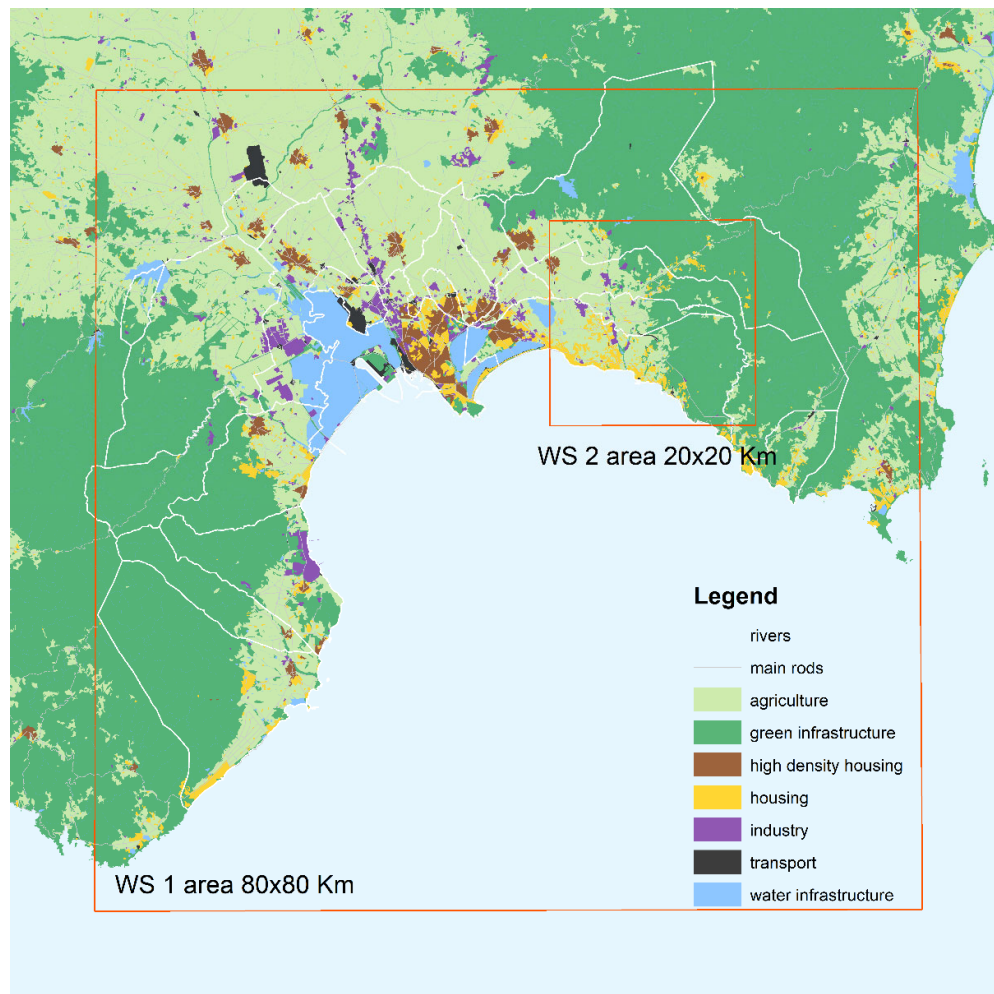 WS 2 area 20x20 Km
Legend
rivers
main rods
agriculture
green infrastructure
high density housing
housing
industry
transport
water infrastructure
WS 1 area 80x80 Km